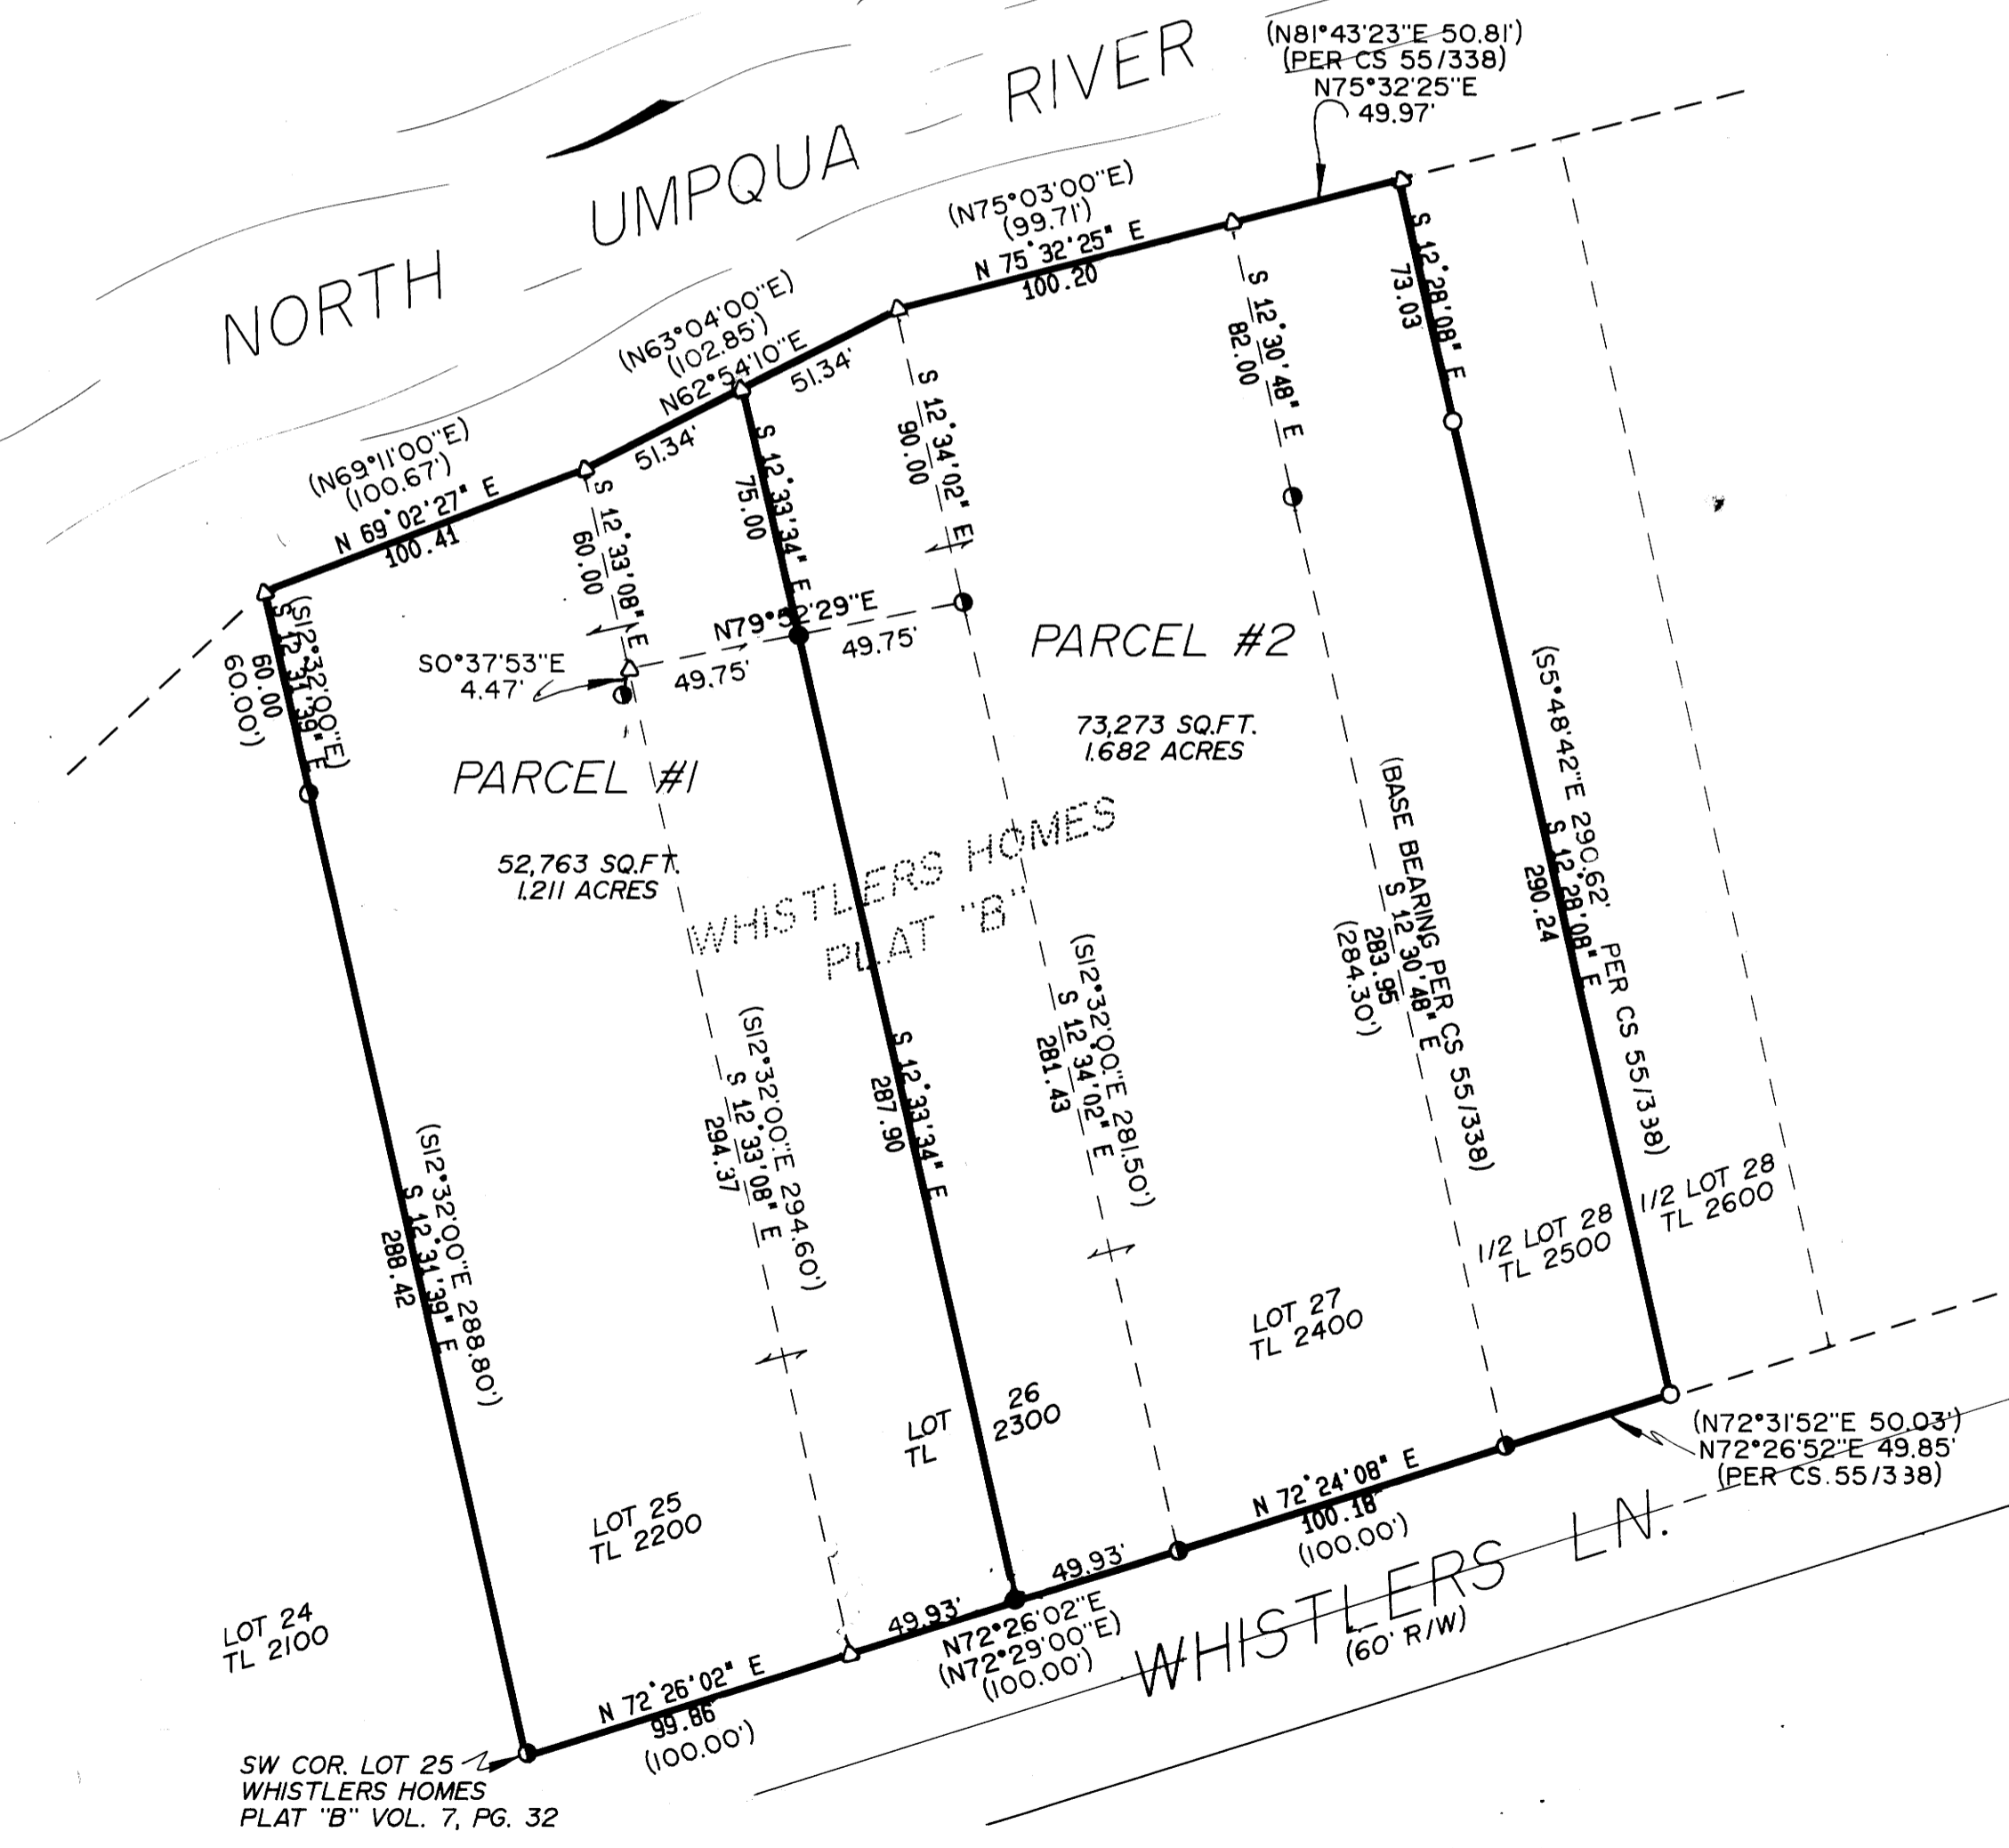 (N81°43'23"E 50.81')
(PER CS 55/338)
N75°32'25"E
49.97'
NORTH UMPQUA RIVER
(N75°03'00"E)
(99.71')
N 75°32'25" E
100.20
(N63°04'00"E)
(102.85')
N62°54'10"E
51.34'
51.34'
(N69°11'00"E)
(100.67')
N 69°02'27" E
100.41
S 12°28'08" E
73.03
S 12°30'48" E
82.00
S 12°34'02" E
90.00
S 12°33'34" E
75.00
S 12°33'08" E
60.00
(S12°32'00"E)
S 12°31'39" E
60.00
60.00')
N79°52'29"E
49.75'
49.75'
S0°37'53"E
4.47'
PARCEL #2
73,273 SQ.FT.
1.682 ACRES
PARCEL #1
52,763 SQ.FT.
1.211 ACRES
WHISTLERS HOMES
PLAT "B"
(S5°48'42"E 290.62' PER CS 55/338)
S 12°28'08" E
290.24
(BASE BEARING PER CS 55/338)
S 12°30'48" E
283.95
(284.30')
(S12°32'00"E 281.50')
S 12°34'02" E
281.43
S 12°33'34" E
287.90
(S12°32'00"E 294.60')
S 12°33'08" E
294.37
(S12°32'00"E 288.80')
S 12°31'39" E
288.42
1/2 LOT 28
TL 2600
1/2 LOT 28
TL 2500
LOT 27
TL 2400
LOT 26
TL 2300
LOT 25
TL 2200
LOT 24
TL 2100
(N72°31'52"E 50.03')
N72°26'52"E 49.85'
(PER CS.55/338)
N 72°24'08" E
100.18
(100.00')
49.93'
49.93'
N72°26'02"E
(N72°29'00"E)
(100.00')
N 72°26'02" E
99.86
(100.00')
WHISTLERS LN.
(60' R/W)
SW COR. LOT 25
WHISTLERS HOMES
PLAT "B" VOL. 7, PG. 32